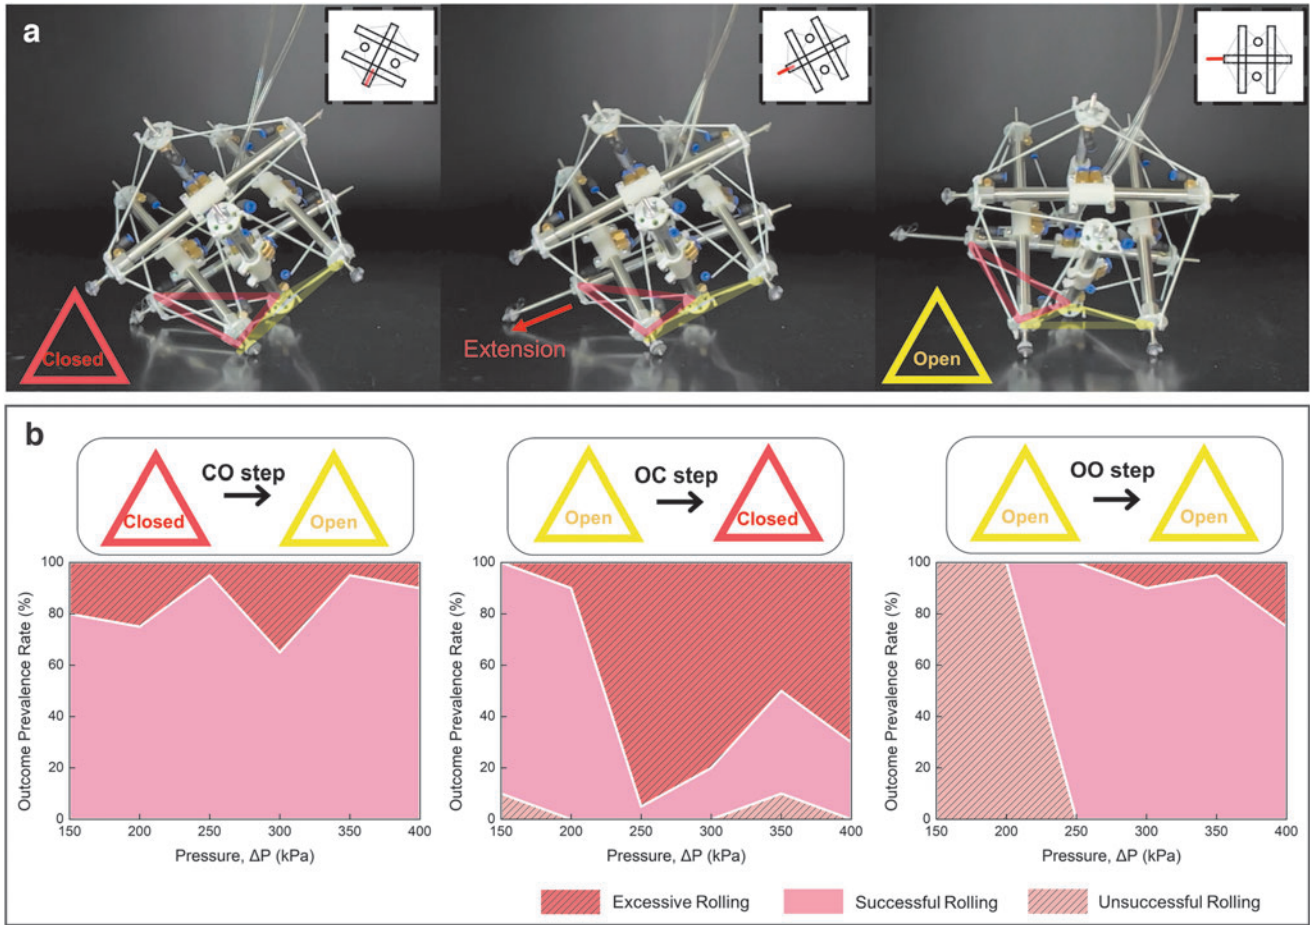 a
Closed
Extension
Open
b
CO step
Closed
Open
OC step
Open
Closed
OO step
Open
Open
Outcome Prevalence Rate (%)
100
80
60
40
20
0
150
200
250
300
350
400
Pressure, ΔP (kPa)
Outcome Prevalence Rate (%)
100
80
60
40
20
0
150
200
250
300
350
400
Pressure, ΔP (kPa)
Outcome Prevalence Rate (%)
100
80
60
40
20
0
150
200
250
300
350
400
Pressure, ΔP (kPa)
Excessive Rolling
Successful Rolling
Unsuccessful Rolling